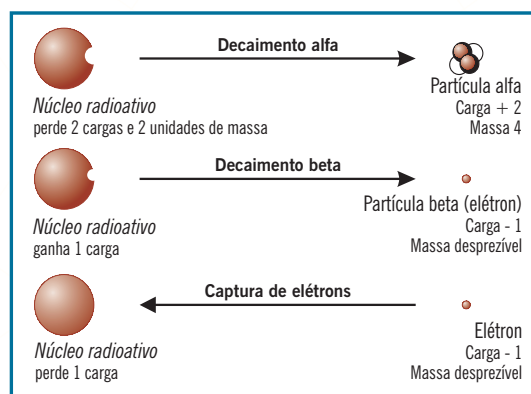 Decaimento alfa
Núcleo radioativo
perde 2 cargas e 2 unidades de massa
Partícula alfa
Carga + 2
Massa 4
Decaimento beta
Núcleo radioativo
ganha 1 carga
Partícula beta (elétron)
Carga - 1
Massa desprezível
Captura de elétrons
Núcleo radioativo
perde 1 carga
Elétron
Carga - 1
Massa desprezível